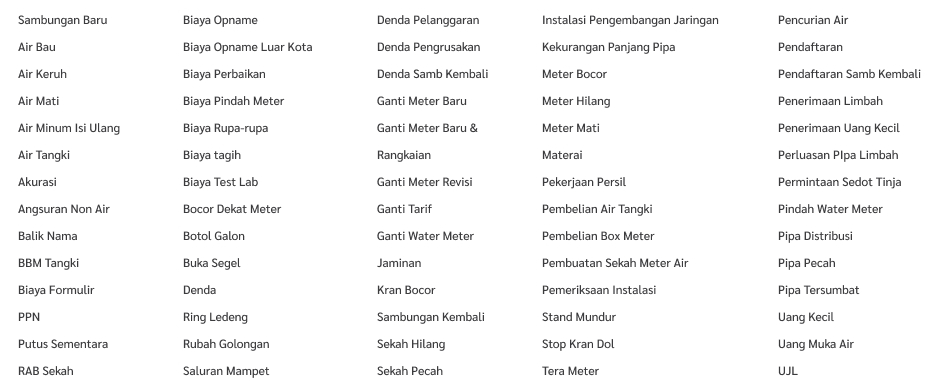 Sambungan Baru
Air Bau
Air Keruh
Air Mati
Air Minum Isi Ulang
Air Tangki
Akurasi
Angsuran Non Air
Balik Nama
BBM Tangki
Biaya Formulir
PPN
Putus Sementara
RAB Sekah
Biaya Opname
Biaya Opname Luar Kota
Biaya Perbaikan
Biaya Pindah Meter
Biaya Rupa-rupa
Biaya tagih
Biaya Test Lab
Bocor Dekat Meter
Botol Galon
Buka Segel
Denda
Ring Ledeng
Rubah Golongan
Saluran Mampet
Denda Pelanggaran
Denda Pengrusakan
Denda Samb Kembali
Ganti Meter Baru
Ganti Meter Baru &
Rangkaian
Ganti Meter Revisi
Ganti Tarif
Ganti Water Meter
Jaminan
Kran Bocor
Sambungan Kembali
Sekah Hilang
Sekah Pecah
Instalasi Pengembangan Jaringan
Kekurangan Panjang Pipa
Meter Bocor
Meter Hilang
Meter Mati
Materai
Pekerjaan Persil
Pembelian Air Tangki
Pembelian Box Meter
Pembuatan Sekah Meter Air
Pemeriksaan Instalasi
Stand Mundur
Stop Kran Dol
Tera Meter
Pencurian Air
Pendaftaran
Pendaftaran Samb Kembali
Penerimaan Limbah
Penerimaan Uang Kecil
Perluasan PIpa Limbah
Permintaan Sedot Tinja
Pindah Water Meter
Pipa Distribusi
Pipa Pecah
Pipa Tersumbat
Uang Kecil
Uang Muka Air
UJL